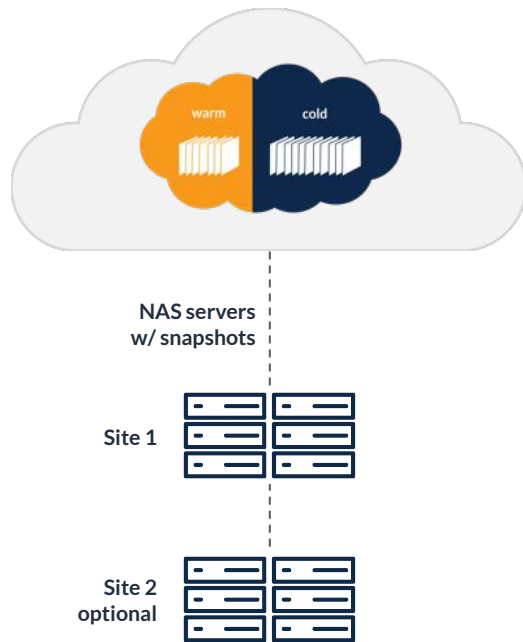 warm
cold
NAS servers
w/ snapshots
Site 1
Site 2
optional